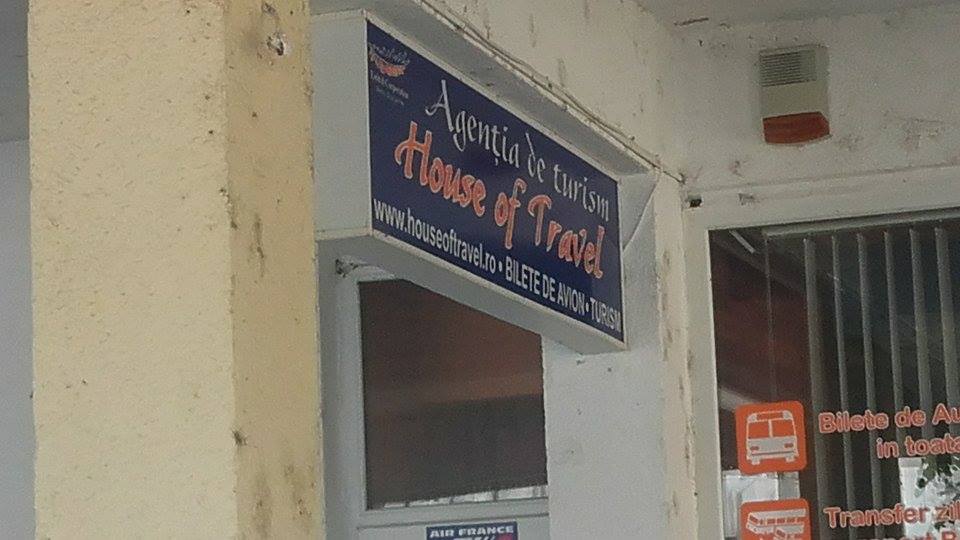 Agenția de turism
House of Travel
www.houseoftravel.ro • BILETE DE AVION • TURISM
Bilete de Au
in toata
Transfer zil
AIR FRANCE